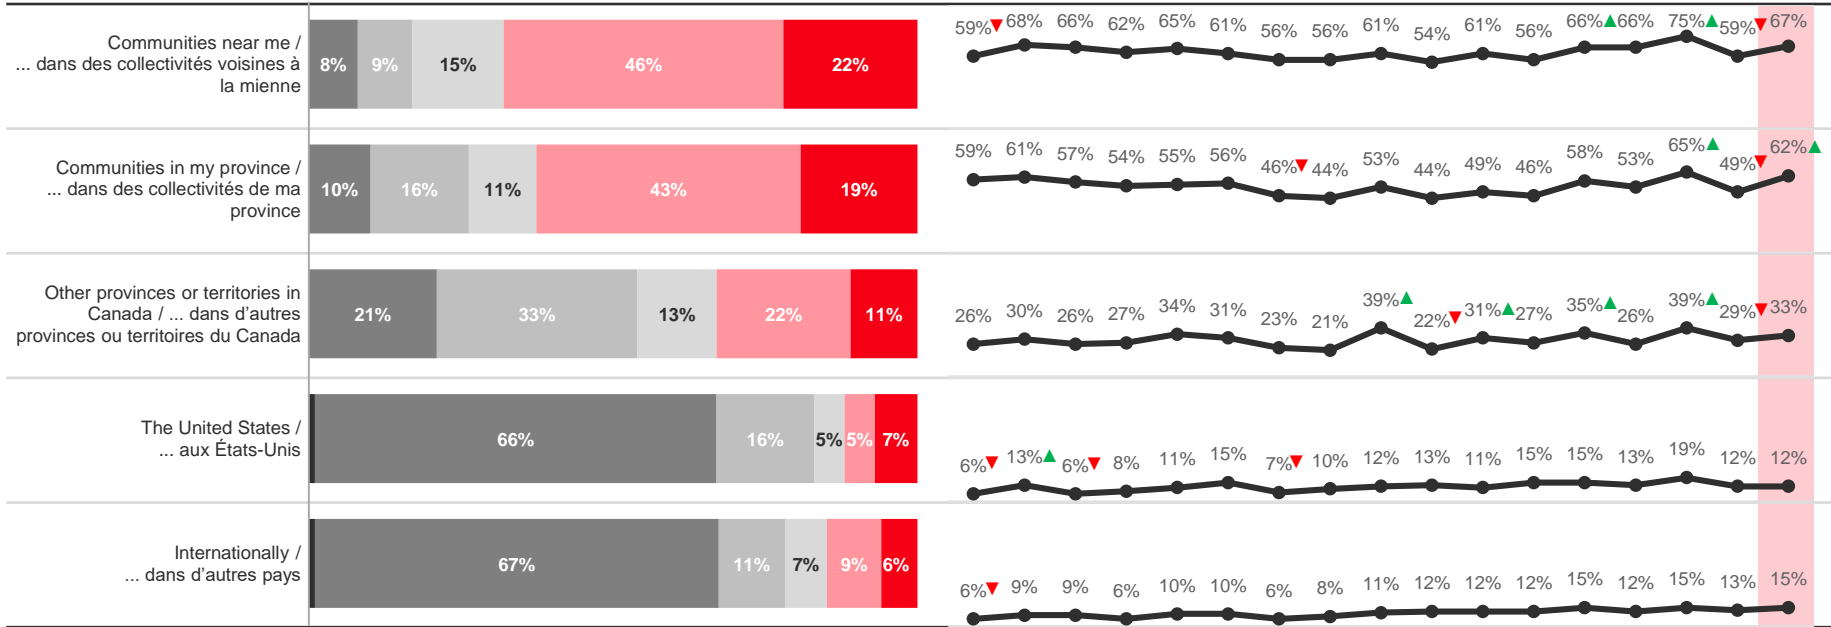 Communities near me /
... dans des collectivités voisines à
la mienne
8% 9% 15% 46% 22%
59%▼ 68% 66% 62% 65% 61% 56% 56% 61% 54% 61% 56% 66%▲ 66% 75%▲ 59%▼ 67%
Communities in my province /
... dans des collectivités de ma
province
10% 16% 11% 43% 19%
59% 61% 57% 54% 55% 56% 46%▼ 44% 53% 44% 49% 46% 58% 53% 65%▲ 49%▼ 62%▲
Other provinces or territories in
Canada / ... dans d'autres
provinces ou territoires du Canada
21% 33% 13% 22% 11%
26% 30% 26% 27% 34% 31% 23% 21% 39%▲ 22%▼ 31%▲ 27% 35%▲ 26% 39%▲ 29%▼ 33%
The United States /
... aux États-Unis
66% 16% 5% 5% 7%
6%▼ 13%▲ 6%▼ 8% 11% 15% 7%▼ 10% 12% 13% 11% 15% 15% 13% 19% 12% 12%
Internationally /
... dans d'autres pays
67% 11% 7% 9% 6%
6%▼ 9% 9% 6% 10% 10% 6% 8% 11% 12% 12% 12% 15% 12% 15% 13% 15%